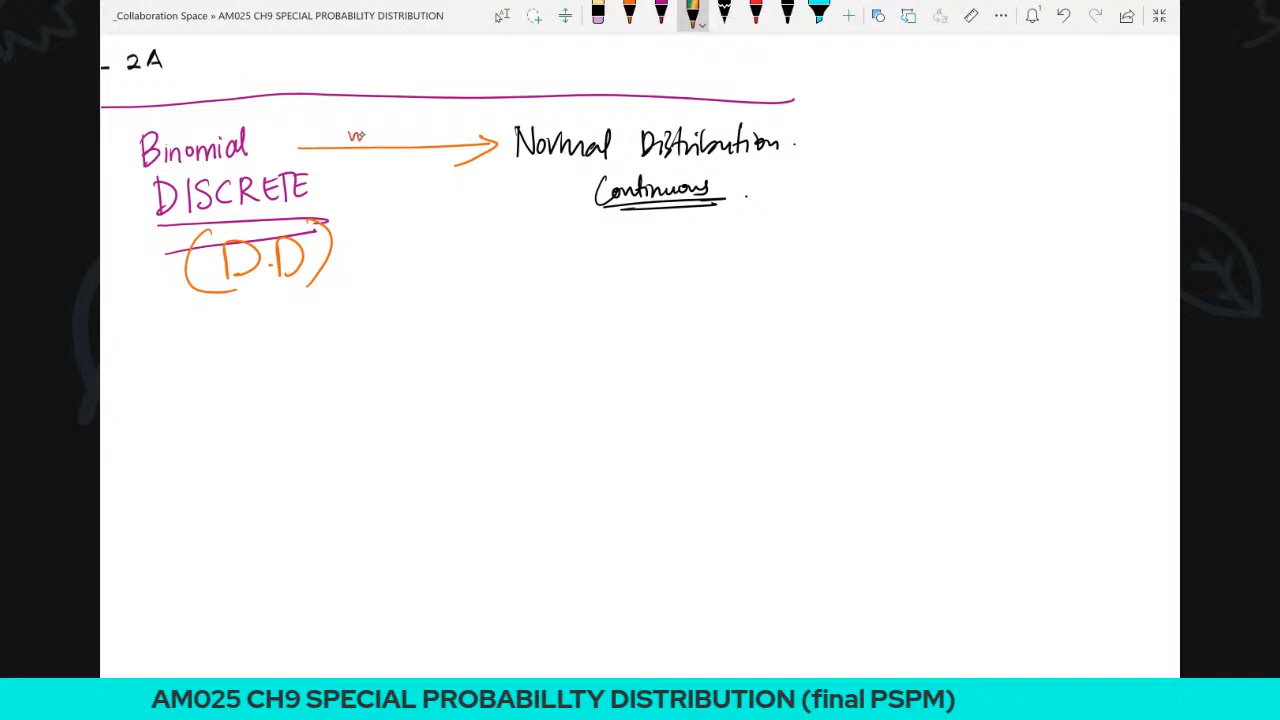 _Collaboration Space » AM025 CH9 SPECIAL PROBABILITY DISTRIBUTION
2A
Binomial Normal Distribution.
DISCRETE Continuous.
(D.D)
AM025 CH9 SPECIAL PROBABILLTY DISTRIBUTION (final PSPM)